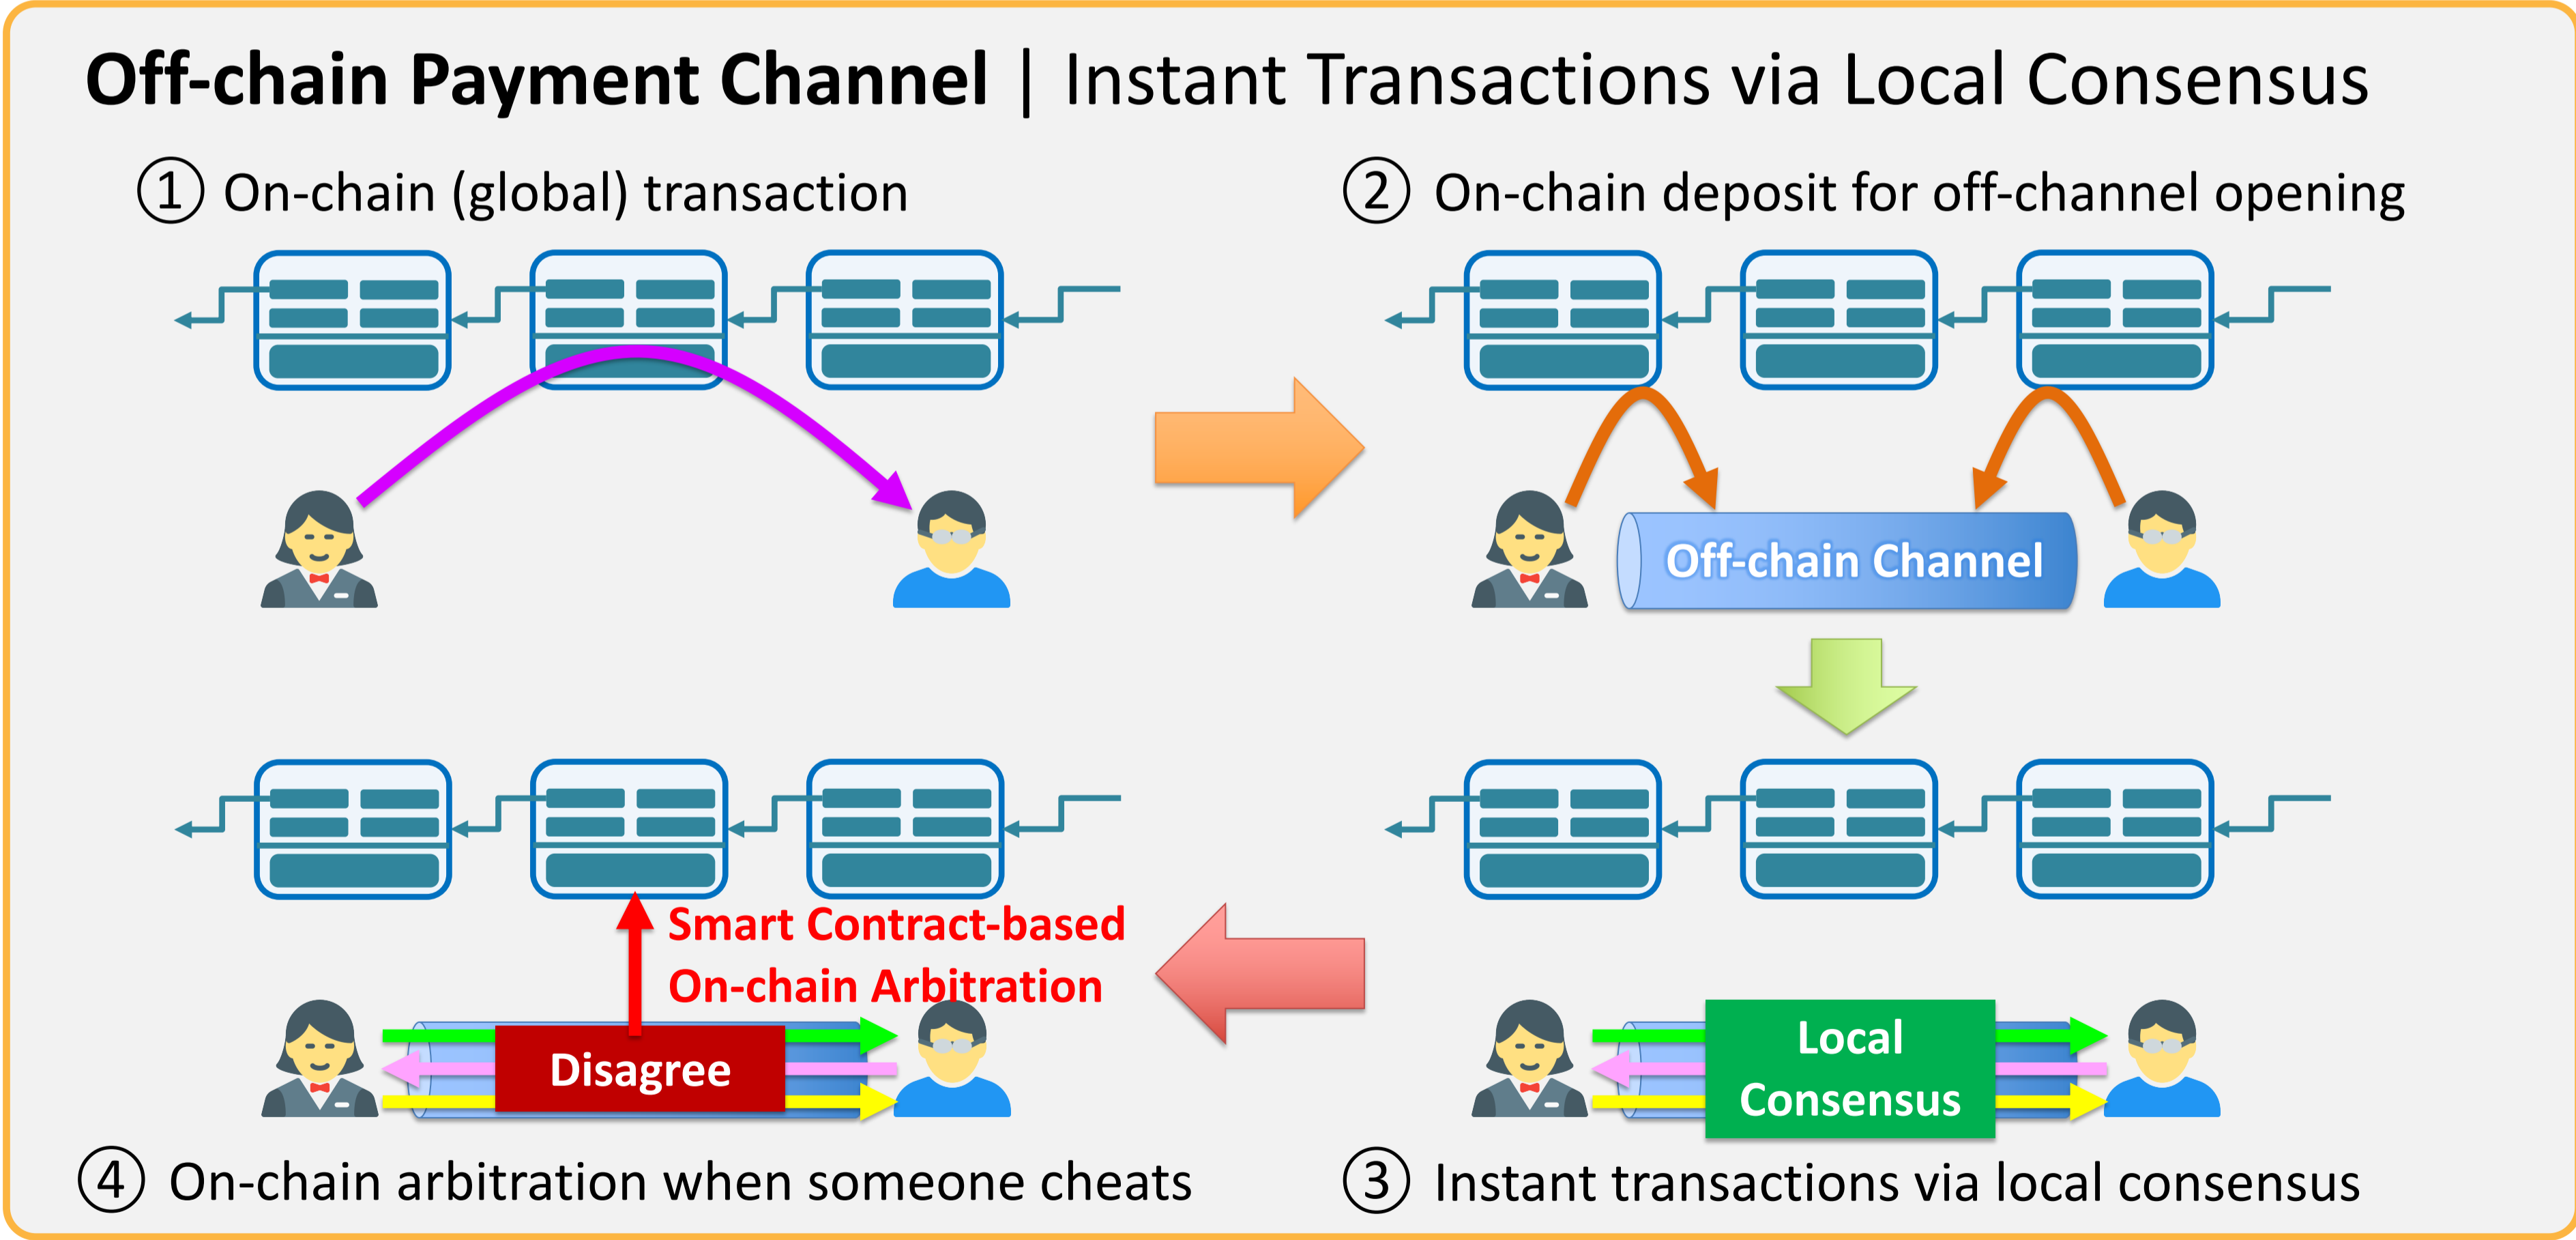 Off-chain Payment Channel | Instant Transactions via Local Consensus
① On-chain (global) transaction
② On-chain deposit for off-channel opening
Off-chain Channel
Smart Contract-based
On-chain Arbitration
Disagree
④ On-chain arbitration when someone cheats
Local
Consensus
③ Instant transactions via local consensus